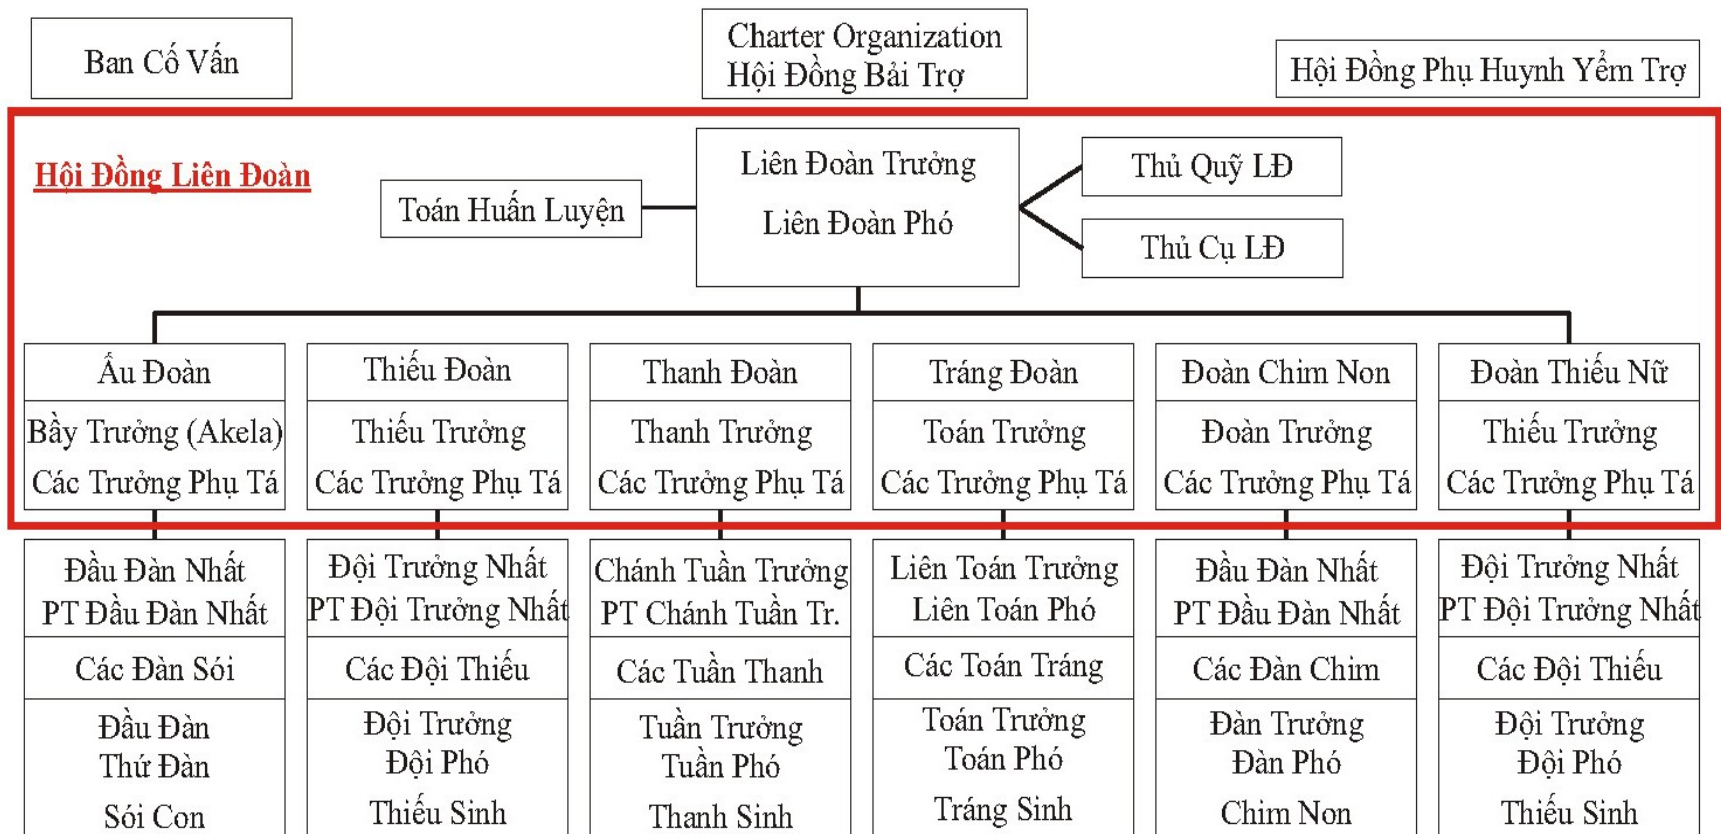 Ban Cố Vấn
Charter Organization
Hội Đồng Bải Trợ
Hội Đồng Phụ Huynh Yểm Trợ
Hội Đồng Liên Đoàn
Liên Đoàn Trưởng
Liên Đoàn Phó
Toán Huấn Luyện
Thủ Quỹ LĐ
Thủ Cụ LĐ
Ấu Đoàn
Bầy Trưởng (Akela)
Các Trưởng Phụ Tá
Thiếu Đoàn
Thiếu Trưởng
Các Trưởng Phụ Tá
Thanh Đoàn
Thanh Trưởng
Các Trưởng Phụ Tá
Tráng Đoàn
Toán Trưởng
Các Trưởng Phụ Tá
Đoàn Chim Non
Đoàn Trưởng
Các Trưởng Phụ Tá
Đoàn Thiếu Nữ
Thiếu Trưởng
Các Trưởng Phụ Tá
Đầu Đàn Nhất
PT Đầu Đàn Nhất
Các Đàn Sói
Đầu Đàn
Thứ Đàn
Sói Con
Đội Trưởng Nhất
PT Đội Trưởng Nhất
Các Đội Thiếu
Đội Trưởng
Đội Phó
Thiếu Sinh
Chánh Tuần Trưởng
PT Chánh Tuần Tr.
Các Tuần Thanh
Tuần Trưởng
Tuần Phó
Thanh Sinh
Liên Toán Trưởng
Liên Toán Phó
Các Toán Tráng
Toán Trưởng
Toán Phó
Tráng Sinh
Đầu Đàn Nhất
PT Đầu Đàn Nhất
Các Đàn Chim
Đàn Trưởng
Đàn Phó
Chim Non
Đội Trưởng Nhất
PT Đội Trưởng Nhất
Các Đội Thiếu
Đội Trưởng
Đội Phó
Thiếu Sinh